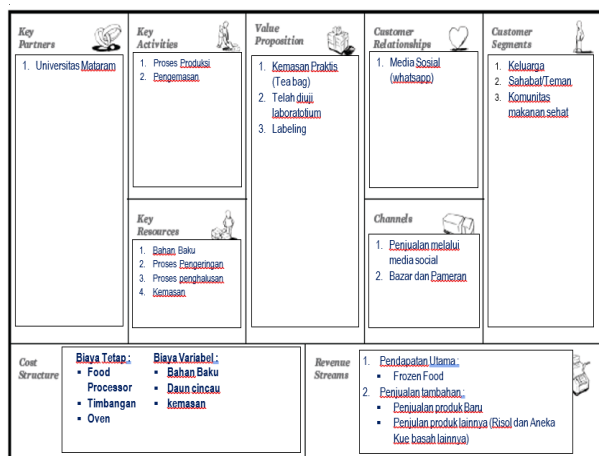 Key
Partners
1. Universitas Mataram
Key
Activities
1. Proses Produksi
2. Pengemasan
Key
Resources
1. Bahan Baku
2. Proses Pengeringan
3. Proses penghalusan
4. Kemasan
Value
Proposition
1. Kemasan Praktis
(Tea bag)
2. Telah diuji
laboratotium
3. Labeling
Customer
Relationships
1. Media Sosial
(whatsapp)
Channels
1. Penjualan melalui
media social
2. Bazar dan Pameran
Customer
Segments
1. Keluarga
2. Sahabat/Teman
3. Komunitas
makanan sehat
Cost
Structure
Biaya Tetap :
▪ Food
Processor
▪ Timbangan
▪ Oven
Biaya Variabel :
▪ Bahan Baku
▪ Daun cincau
▪ kemasan
Revenue
Streams
1. Pendapatan Utama :
▪ Frozen Food
2. Penjualan tambahan :
▪ Penjualan produk Baru
▪ Penjulan produk lainnya (Risol dan Aneka
Kue basah lainnya)